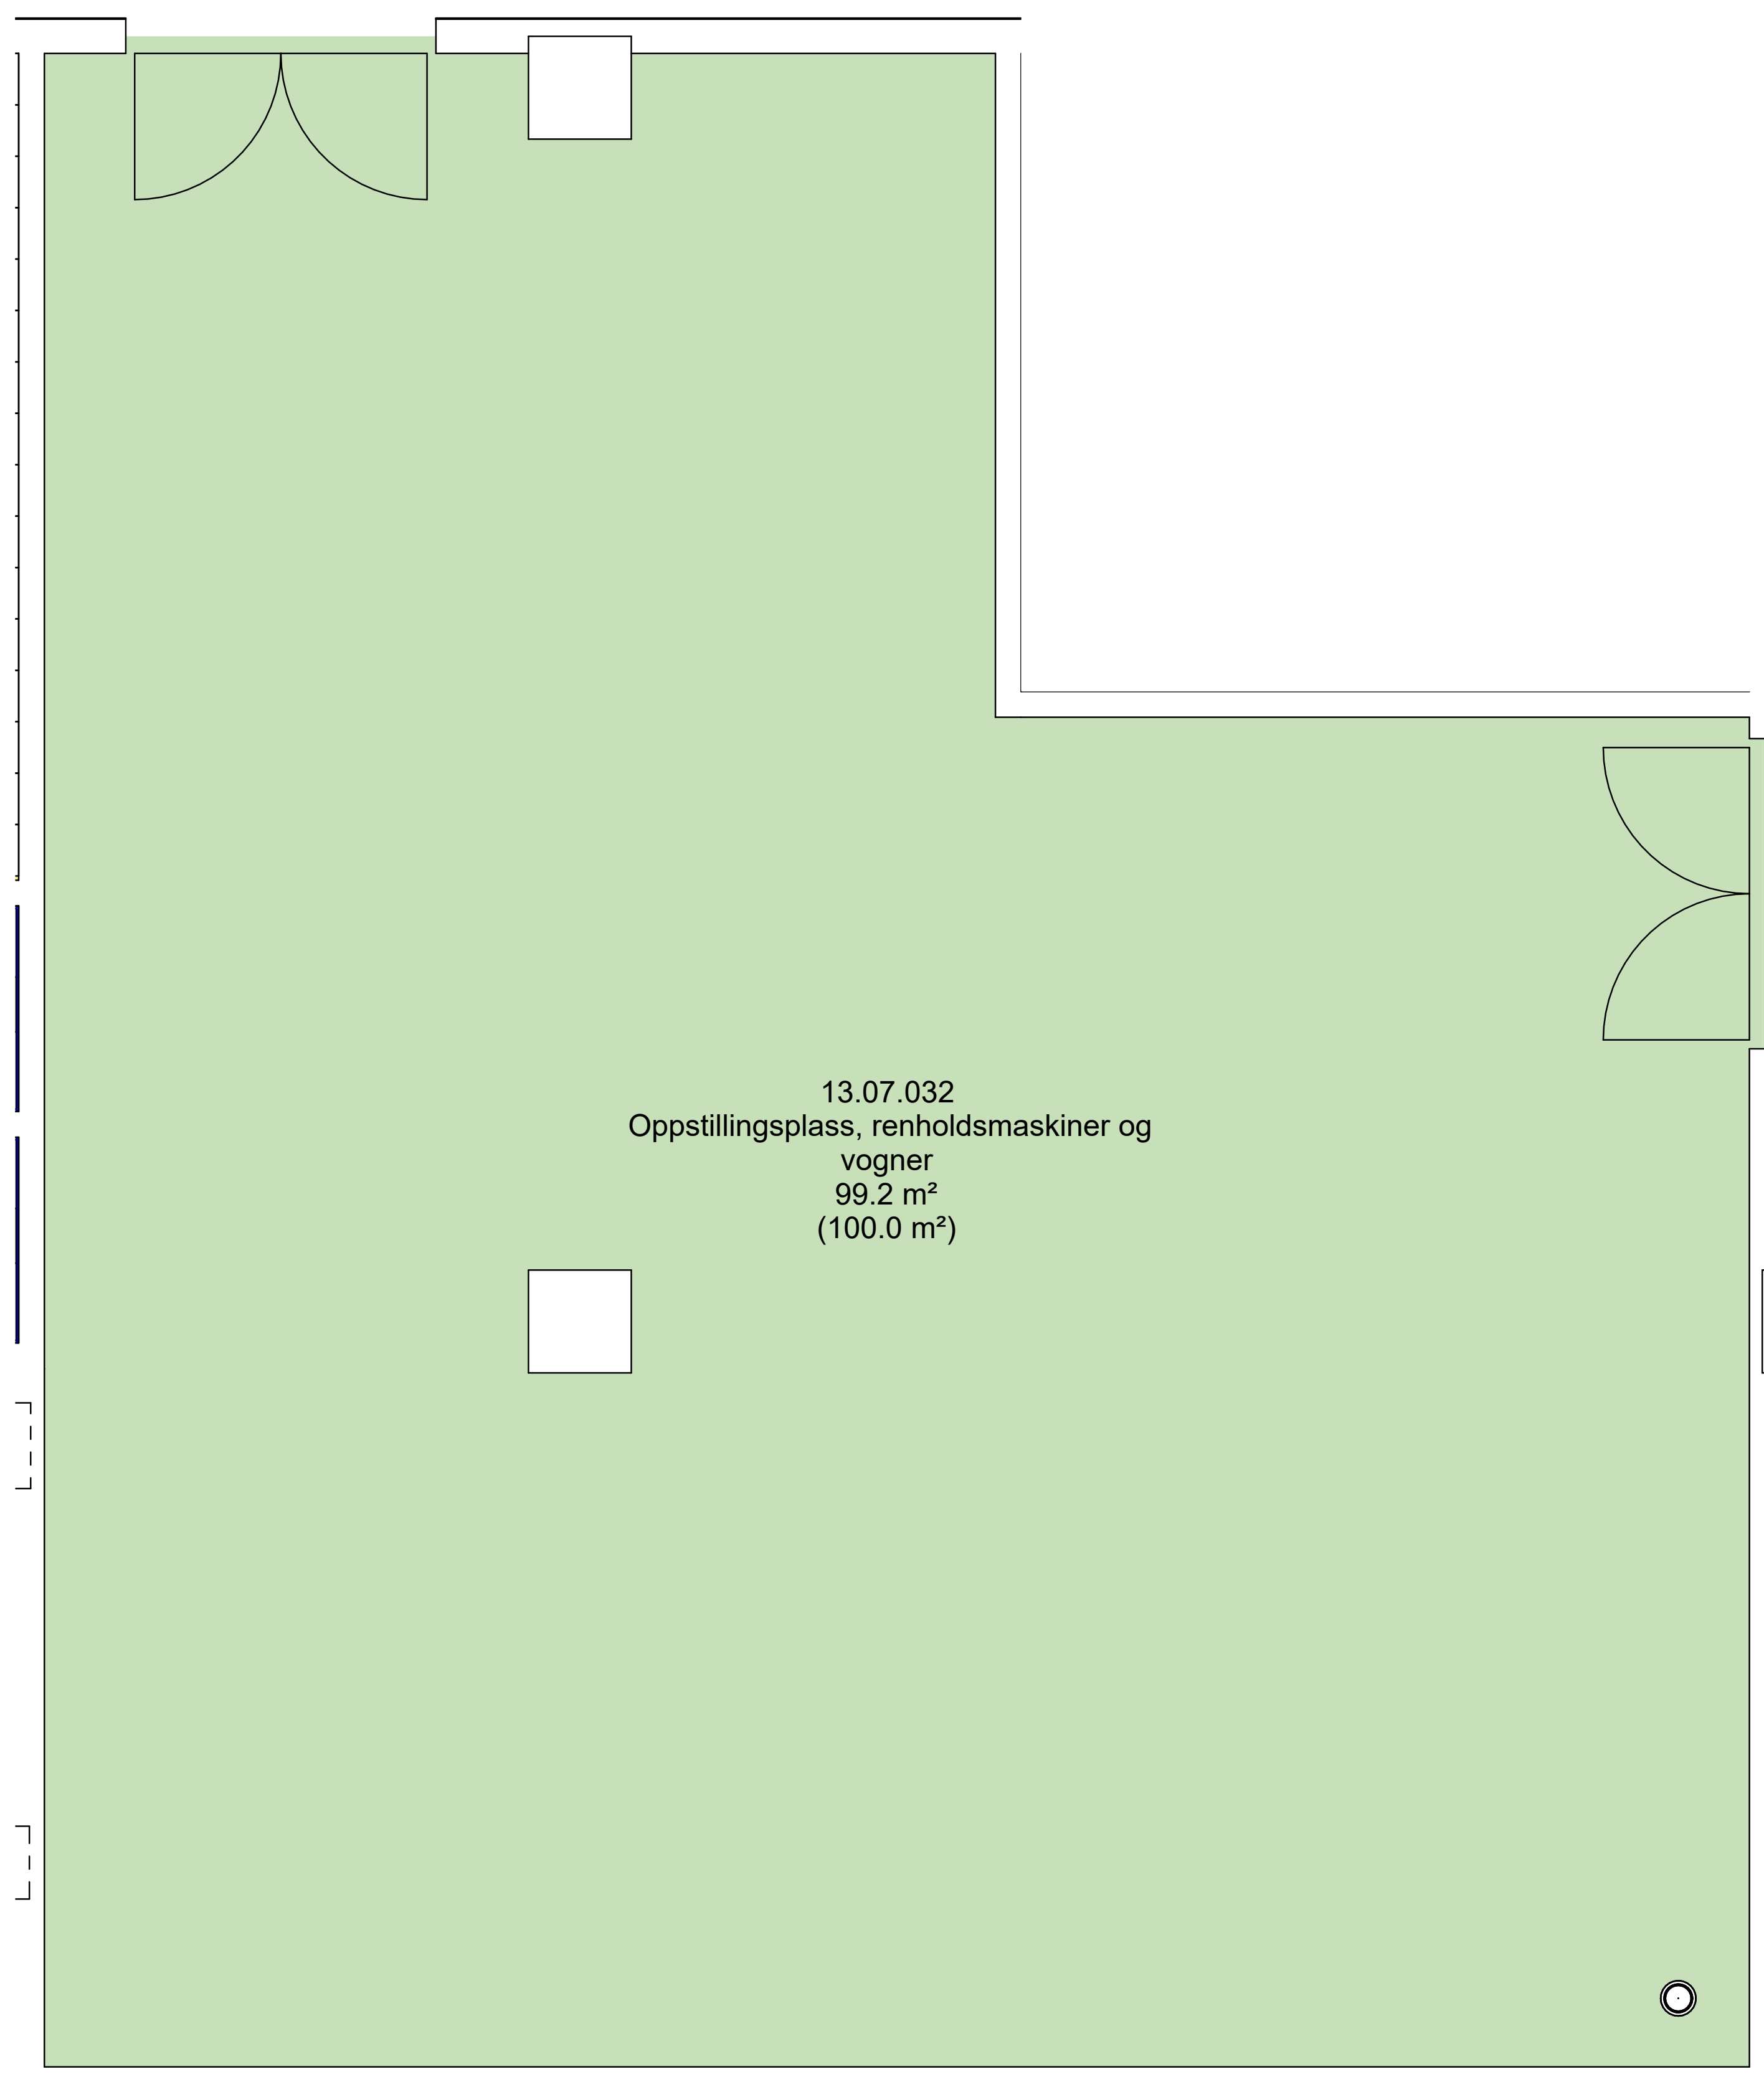 13.07.032
Oppstillingsplass, renholdsmaskiner og
vogner
99.2 m²
(100.0 m²)